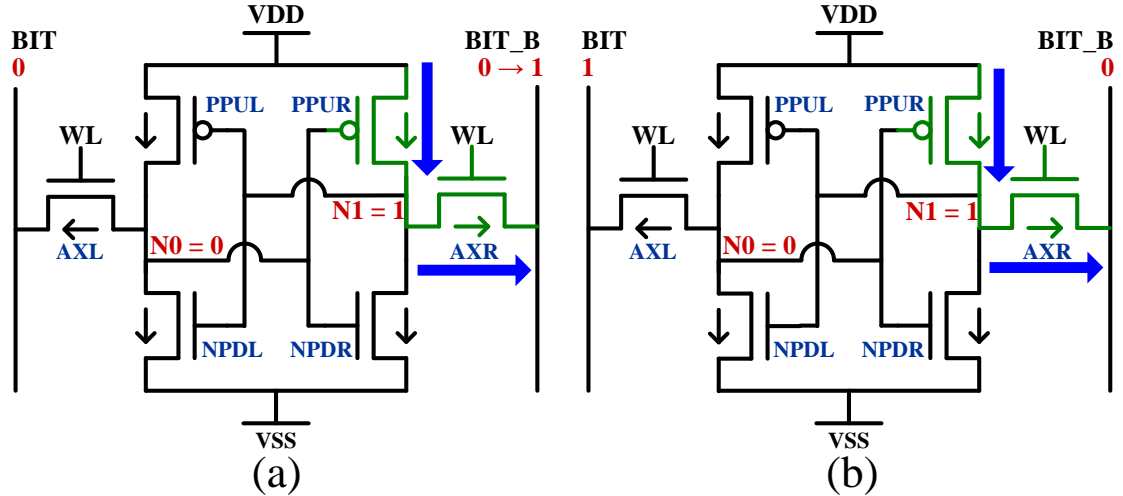 VDD
BIT
0
BIT_B
0 → 1
PPUL
PPUR
WL
WL
N1 = 1
N0 = 0
AXL
AXR
NPDL
NPDR
VSS
(a)
VDD
BIT
1
BIT_B
0
PPUL
PPUR
WL
WL
N1 = 1
N0 = 0
AXL
AXR
NPDL
NPDR
VSS
(b)